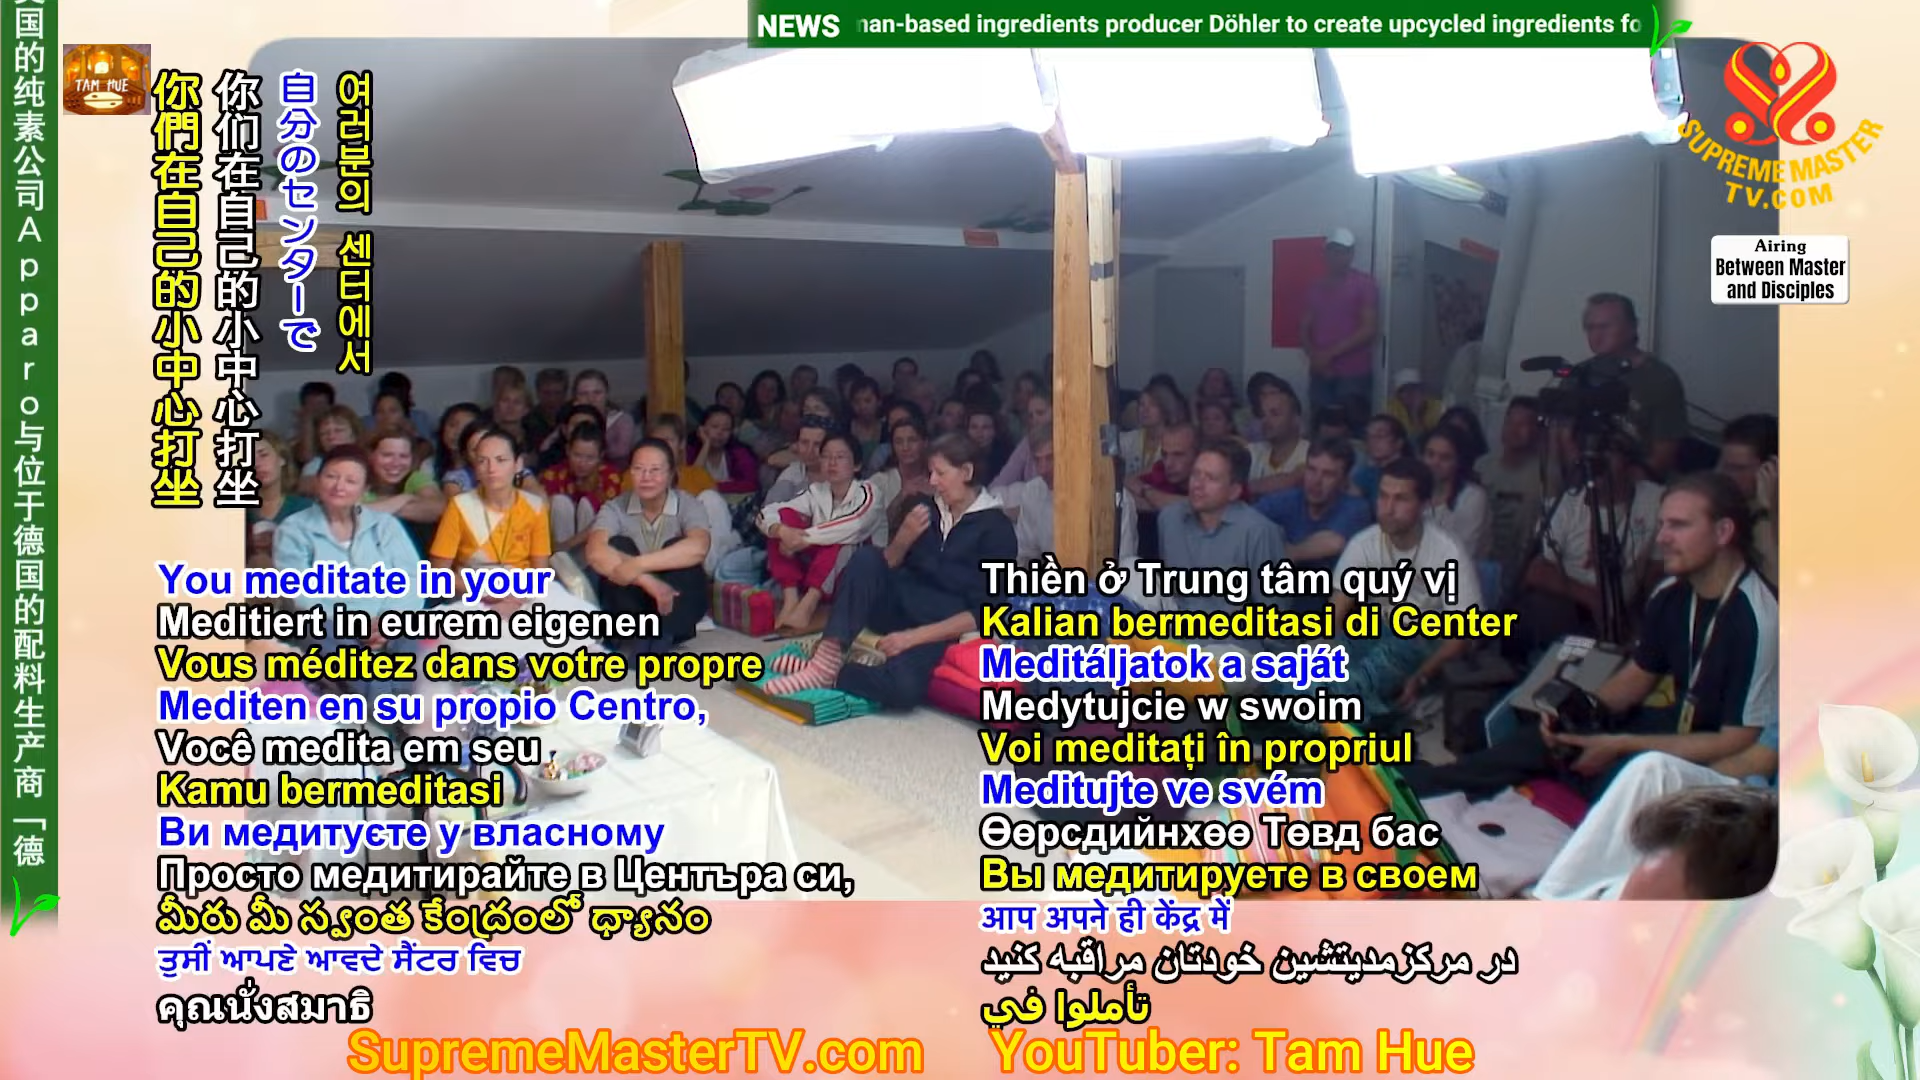 NEWS
-based ingredients producer Döhler to create upcycled ingredients fo
国的纯素公司Apparo与位于德国的配料生产商「德
TAM HUE
你們在自己的小中心打坐
你们在自己的小中心打坐
自分のセンターで
여러분의 센터에서
SUPREME MASTER
TV.COM
Airing
Between Master
and Disciples
You meditate in your
Meditiert in eurem eigenen
Vous méditez dans votre propre
Mediten en su propio Centro,
Você medita em seu
Kamu bermeditasi
Ви медитуєте у власному
Просто медитирайте в Центъра си,
మీరు మీ స్వంత కేంద్రంలో ధ్యానం
ਤੁਸੀਂ ਆਪਣੇ ਆਵਦੇ ਸੈਂਟਰ ਵਿਚ
คุณนั่งสมาธิ
Thiền ở Trung tâm quý vị
Kalian bermeditasi di Center
Meditáljatok a saját
Medytujcie w swoim
Voi meditați în propriul
Meditujte ve svém
Өөрсдийнхөө Төвд бас
Вы медитируете в своем
आप अपने ही केंद्र में
در مرکزمدیتشین خودتان مراقبه کنید
تأملوا في
SupremeMasterTV.com
YouTuber: Tam Hue